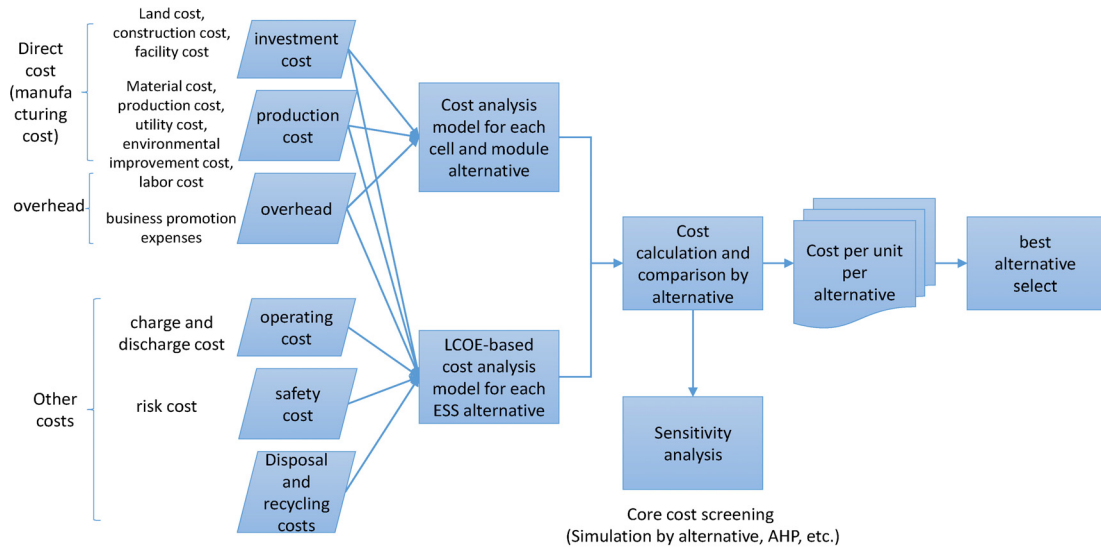 Land cost,
construction cost,
facility cost
Direct
cost
(manufa
cturing
cost)
Material cost,
production cost,
utility cost,
environmental
improvement cost,
labor cost
overhead
business promotion
expenses
investment
cost
production
cost
overhead
Other
costs
charge and
discharge cost
risk cost
operating
cost
safety
cost
Disposal
and
recycling
costs
Cost analysis
model for each
cell and module
alternative
LCOE-based
cost analysis
model for each
ESS alternative
Cost
calculation and
comparison by
alternative
Cost per unit
per
alternative
best
alternative
select
Sensitivity
analysis
Core cost screening
(Simulation by alternative, AHP, etc.)